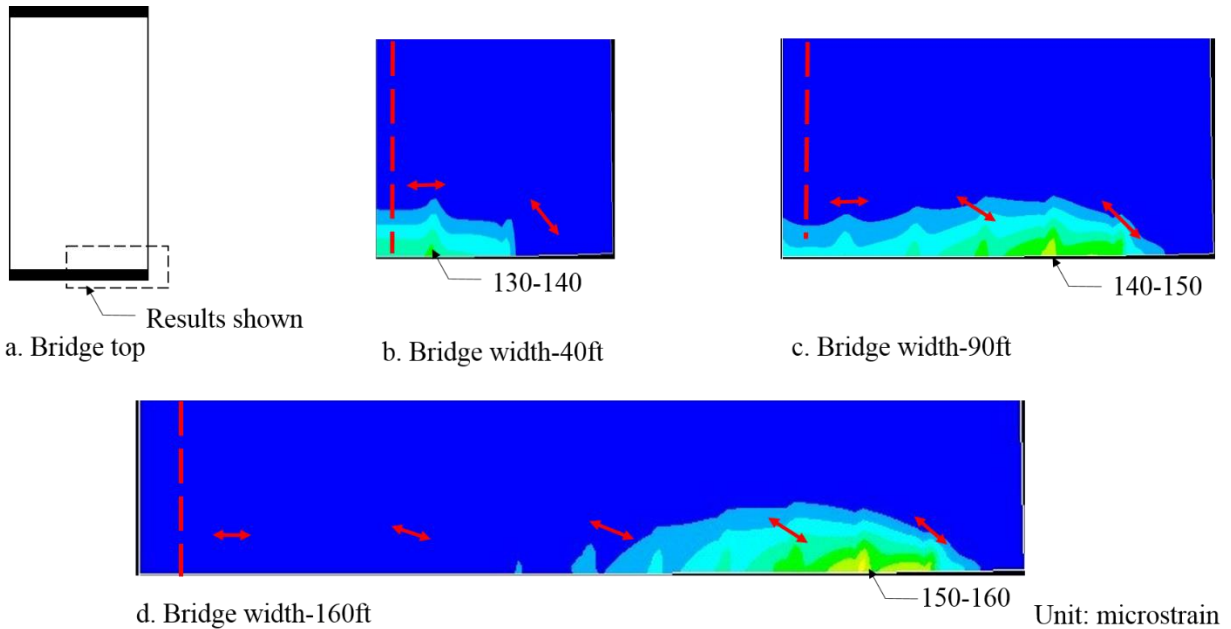 Results shown
a. Bridge top
130-140
b. Bridge width-40ft
140-150
c. Bridge width-90ft
150-160
d. Bridge width-160ft
Unit: microstrain